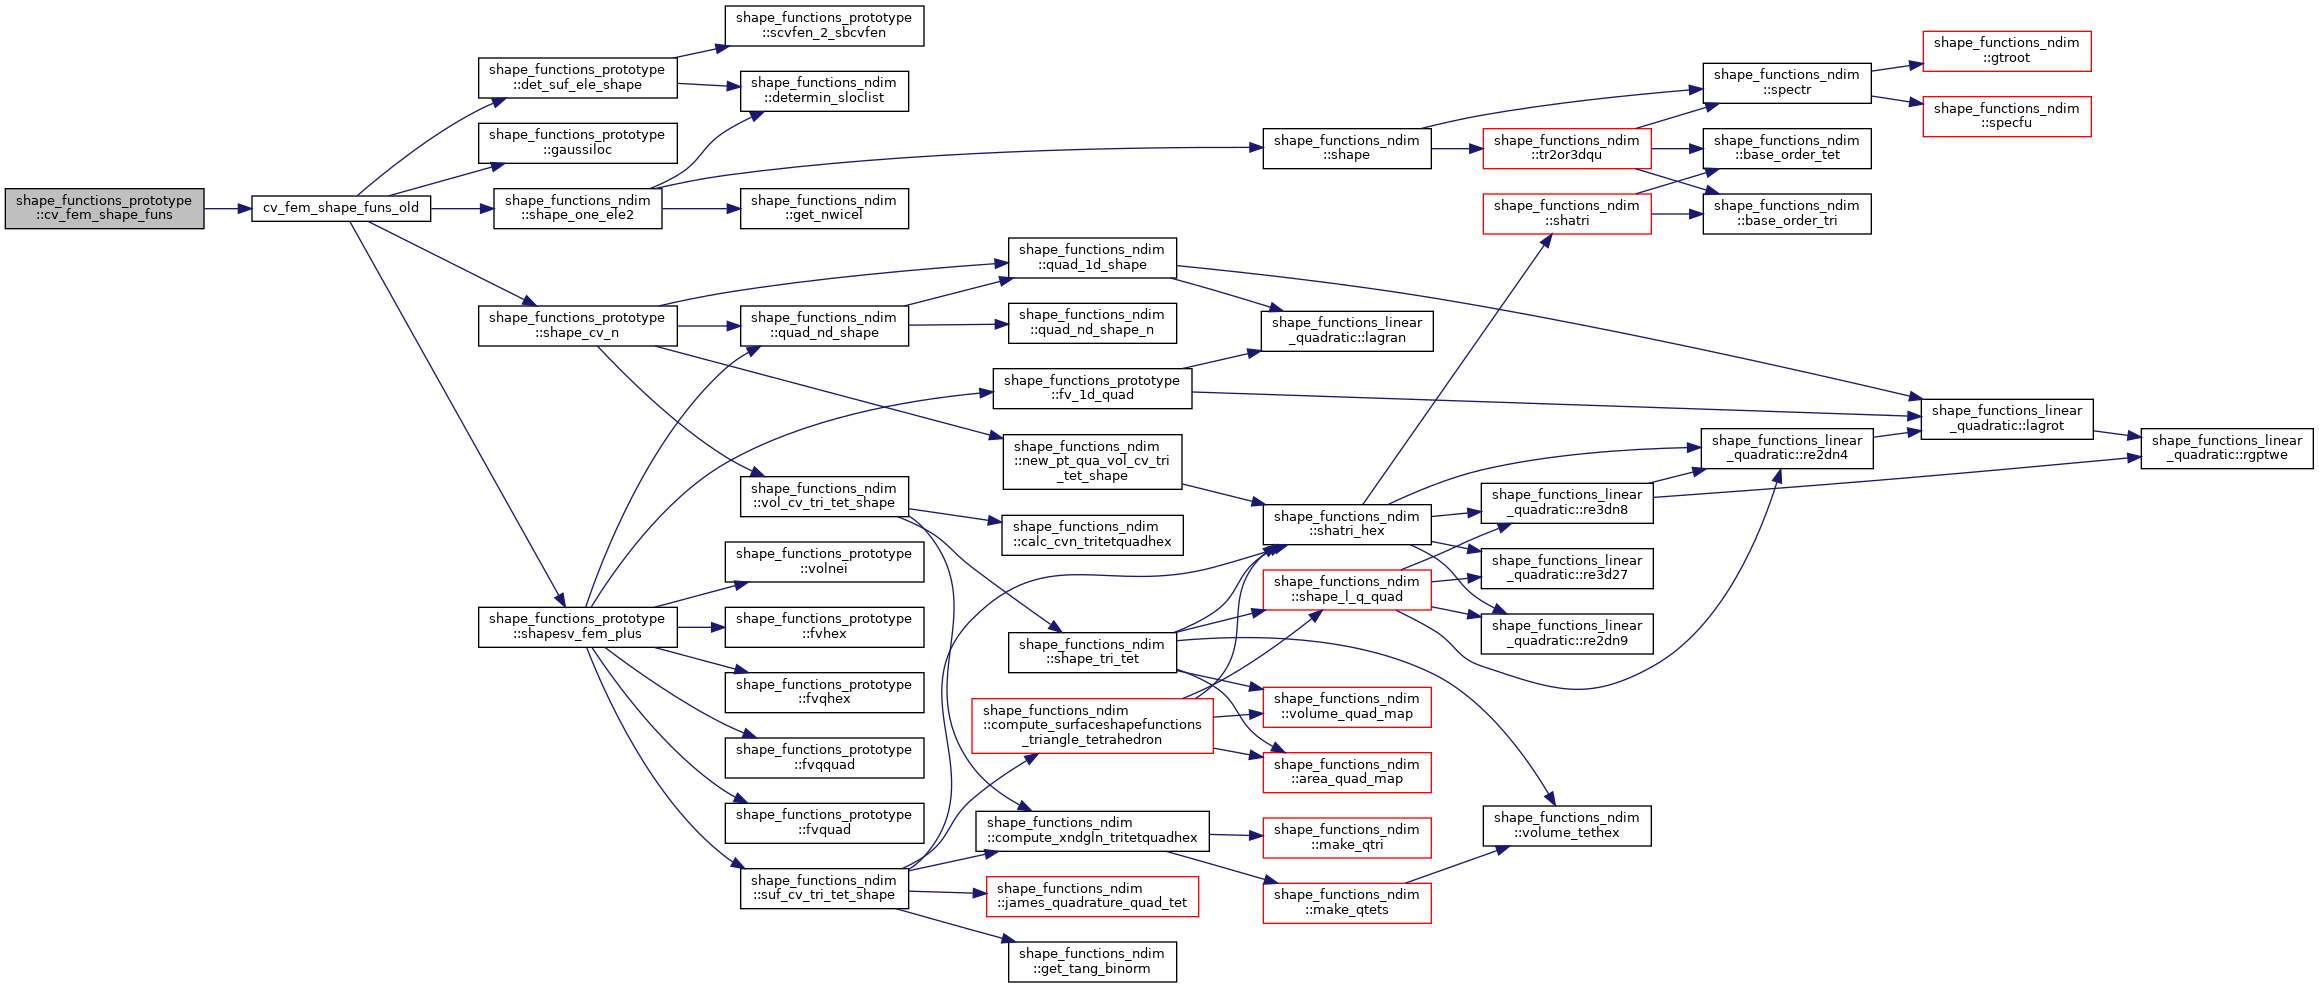 shape_functions_prototype
::cv_fem_shape_funs
cv_fem_shape_funs_old
shape_functions_prototype
::det_suf_ele_shape
shape_functions_prototype
::gaussiloc
shape_functions_ndim
::shape_one_ele2
shape_functions_prototype
::shape_cv_n
shape_functions_prototype
::shapesv_fem_plus
shape_functions_prototype
::scvfen_2_sbcvfen
shape_functions_ndim
::determin_sloclist
shape_functions_ndim
::get_nwicel
shape_functions_ndim
::quad_nd_shape
shape_functions_ndim
::vol_cv_tri_tet_shape
shape_functions_prototype
::volnei
shape_functions_prototype
::fvhex
shape_functions_prototype
::fvqhex
shape_functions_prototype
::fvqquad
shape_functions_prototype
::fvquad
shape_functions_ndim
::suf_cv_tri_tet_shape
shape_functions_ndim
::quad_1d_shape
shape_functions_ndim
::quad_nd_shape_n
shape_functions_prototype
::fv_1d_quad
shape_functions_ndim
::new_pt_qua_vol_cv_tri
_tet_shape
shape_functions_ndim
::calc_cvn_tritetquadhex
shape_functions_ndim
::shape_tri_tet
shape_functions_ndim
::compute_surfaceshapefunctions
_triangle_tetrahedron
shape_functions_ndim
::compute_xndgln_tritetquadhex
shape_functions_ndim
::james_quadrature_quad_tet
shape_functions_ndim
::get_tang_binorm
shape_functions_ndim
::shape
shape_functions_linear
_quadratic::lagran
shape_functions_ndim
::shatri_hex
shape_functions_ndim
::shape_l_q_quad
shape_functions_ndim
::volume_quad_map
shape_functions_ndim
::area_quad_map
shape_functions_ndim
::make_qtri
shape_functions_ndim
::make_qtets
shape_functions_ndim
::tr2or3dqu
shape_functions_ndim
::shatri
shape_functions_linear
_quadratic::re3dn8
shape_functions_linear
_quadratic::re3d27
shape_functions_linear
_quadratic::re2dn9
shape_functions_ndim
::volume_tethex
shape_functions_ndim
::spectr
shape_functions_ndim
::base_order_tet
shape_functions_ndim
::base_order_tri
shape_functions_linear
_quadratic::re2dn4
shape_functions_ndim
::gtroot
shape_functions_ndim
::specfu
shape_functions_linear
_quadratic::lagrot
shape_functions_linear
_quadratic::rgptwe